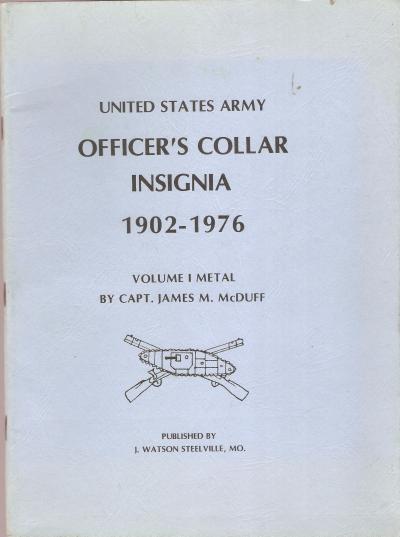 UNITED STATES ARMY
OFFICER'S COLLAR
INSIGNIA
1902-1976
VOLUME I METAL
BY CAPT. JAMES M. McDUFF
PUBLISHED BY
J. WATSON STEELVILLE, MO.